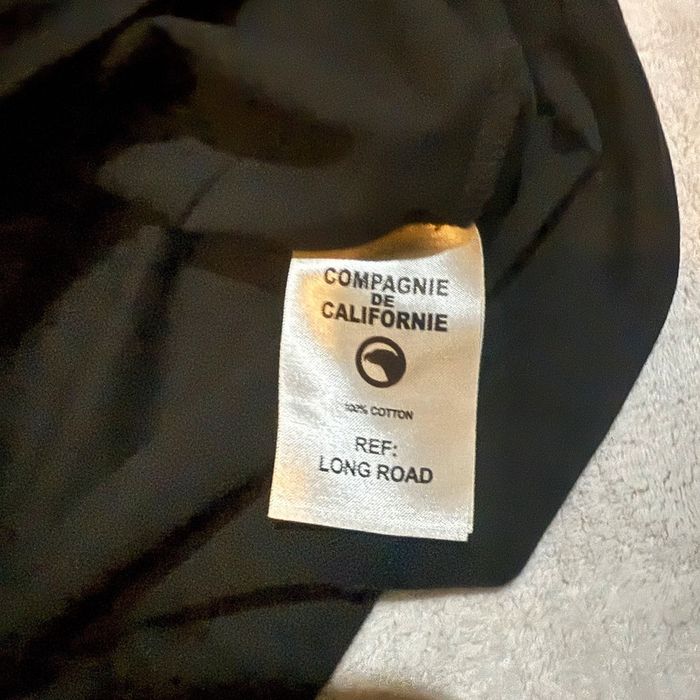 COMPAGNIE
DE
CALIFORNIE
100% COTTON
REF:
LONG ROAD